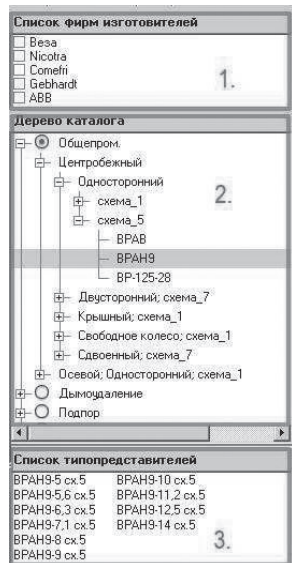 Список фирм изготовителей
Веза
Nicotra
Comefri
Gebhardt
ABB
1.
Дерево каталога
Общепром.
Центробежный
Односторонний
схема_1
схема_5
ВРАВ
ВРАН9
ВР-125-28
Двусторонний; схема_7
Крышный; схема_1
Свободное колесо; схема_1
Сдвоенный; схема_7
Осевой; Односторонний; схема_1
Дымоудаление
Подпор
2.
Список типопредставителей
ВРАН9-5 сх.5 ВРАН9-10 сх.5
ВРАН9-5,6 сх.5 ВРАН9-11,2 сх.5
ВРАН9-6,3 сх.5 ВРАН9-12,5 сх.5
ВРАН9-7,1 сх.5 ВРАН9-14 сх.5
ВРАН9-8 сх.5
ВРАН9-9 сх.5
3.